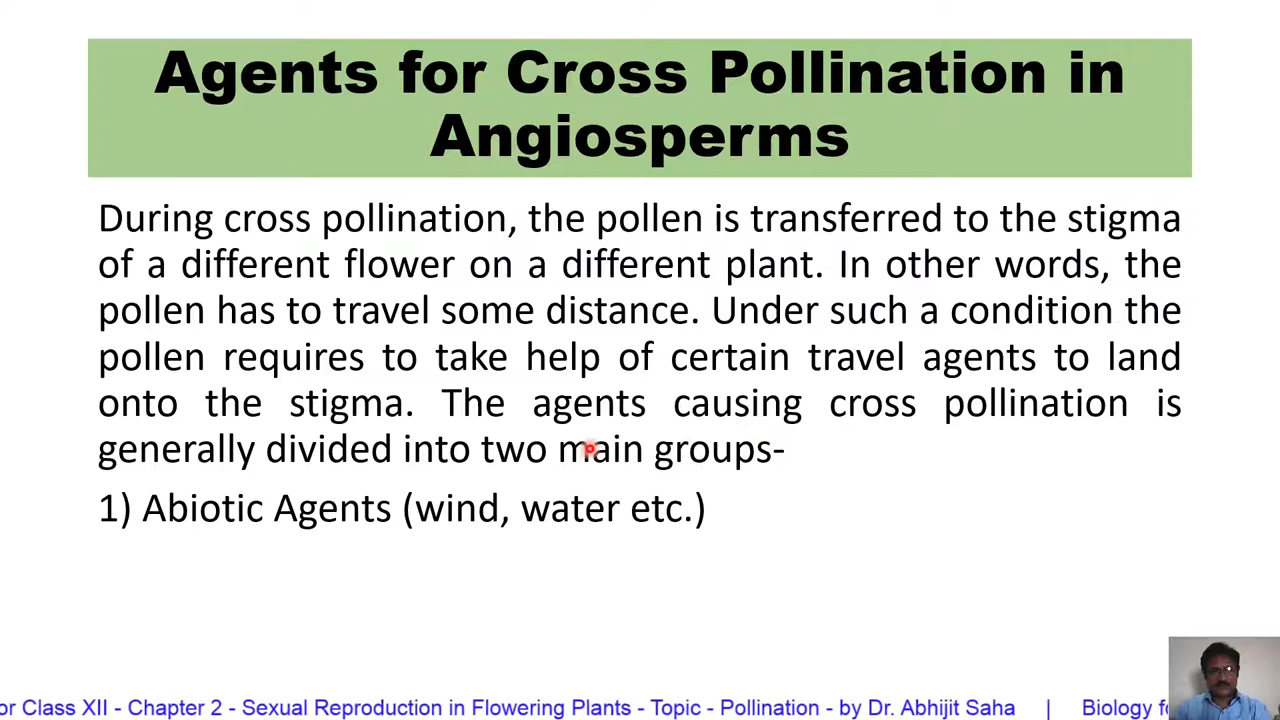 Agents for Cross Pollination in
Angiosperms
During cross pollination, the pollen is transferred to the stigma
of a different flower on a different plant. In other words, the
pollen has to travel some distance. Under such a condition the
pollen requires to take help of certain travel agents to land
onto the stigma. The agents causing cross pollination is
generally divided into two main groups-
1) Abiotic Agents (wind, water etc.)
or Class XII - Chapter 2 - Sexual Reproduction in Flowering Plants - Topic - Pollination - by Dr. Abhijit Saha | Biology fo